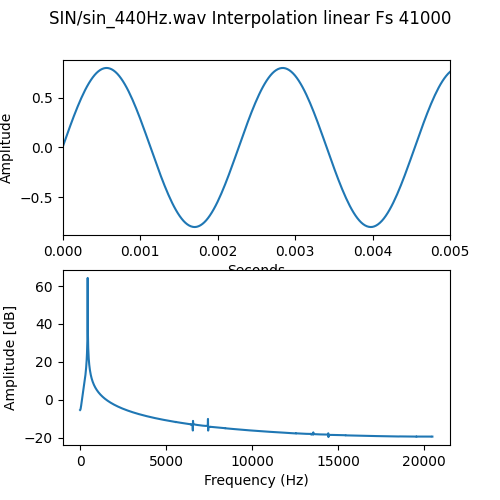 SIN/sin_440Hz.wav Interpolation linear Fs 41000
Amplitude
0.5
0.0
−0.5
0.000 0.001 0.002 0.003 0.004 0.005
Seconds
Amplitude [dB]
60
40
20
0
−20
0 5000 10000 15000 20000
Frequency (Hz)